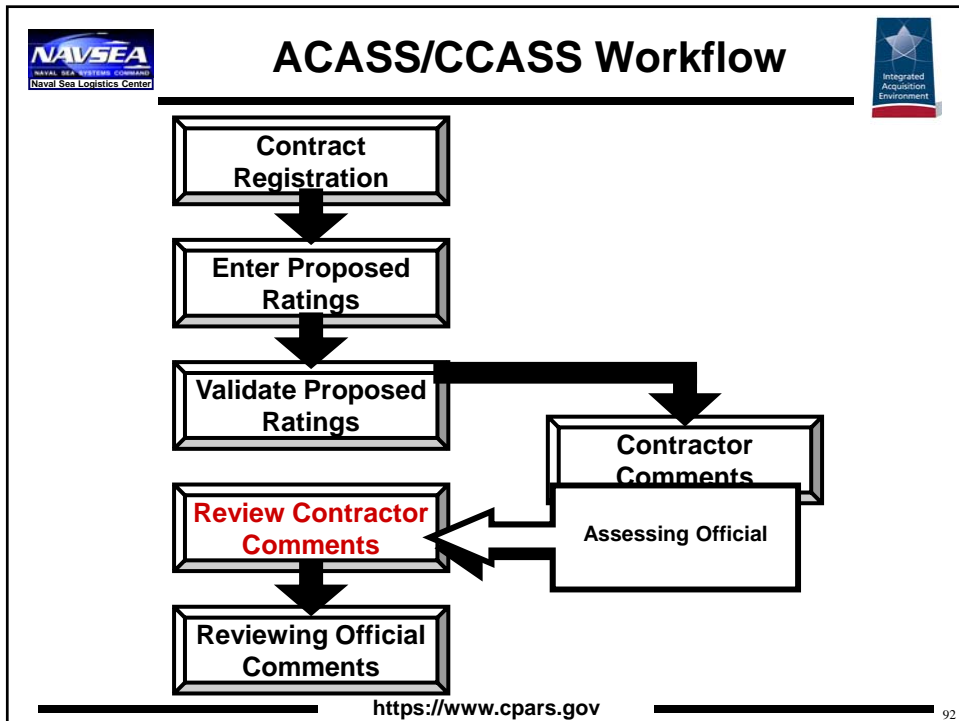 NAVSEA
NAVAL SEA SYSTEMS COMMAND
Naval Sea Logistics Center
ACASS/CCASS Workflow
Integrated
Acquisition
Environment
Contract
Registration
Enter Proposed
Ratings
Validate Proposed
Ratings
Contractor
Comments
Review Contractor
Comments
Assessing Official
Reviewing Official
Comments
https://www.cpars.gov
92